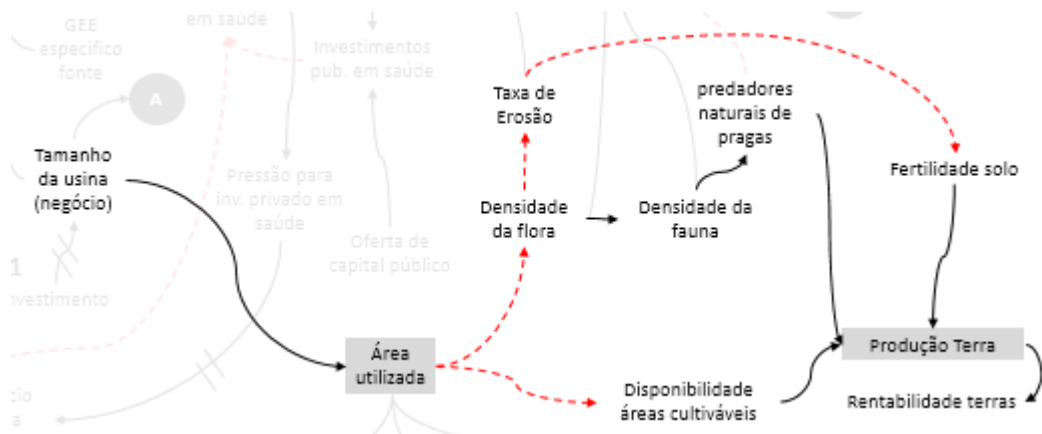 GEE
especifico
fonte
em saúde
Investimentos
pub. em saúde
A
Taxa de
Erosão
predadores
naturais de
pragas
Tamanho
da usina
(negócio)
Pressão para
inv. privado em
saúde
Fertilidade solo
Densidade
da flora
Densidade da
fauna
Oferta de
capital público
1
Área
utilizada
Produção Terra
Disponibilidade
áreas cultiváveis
Rentabilidade terras